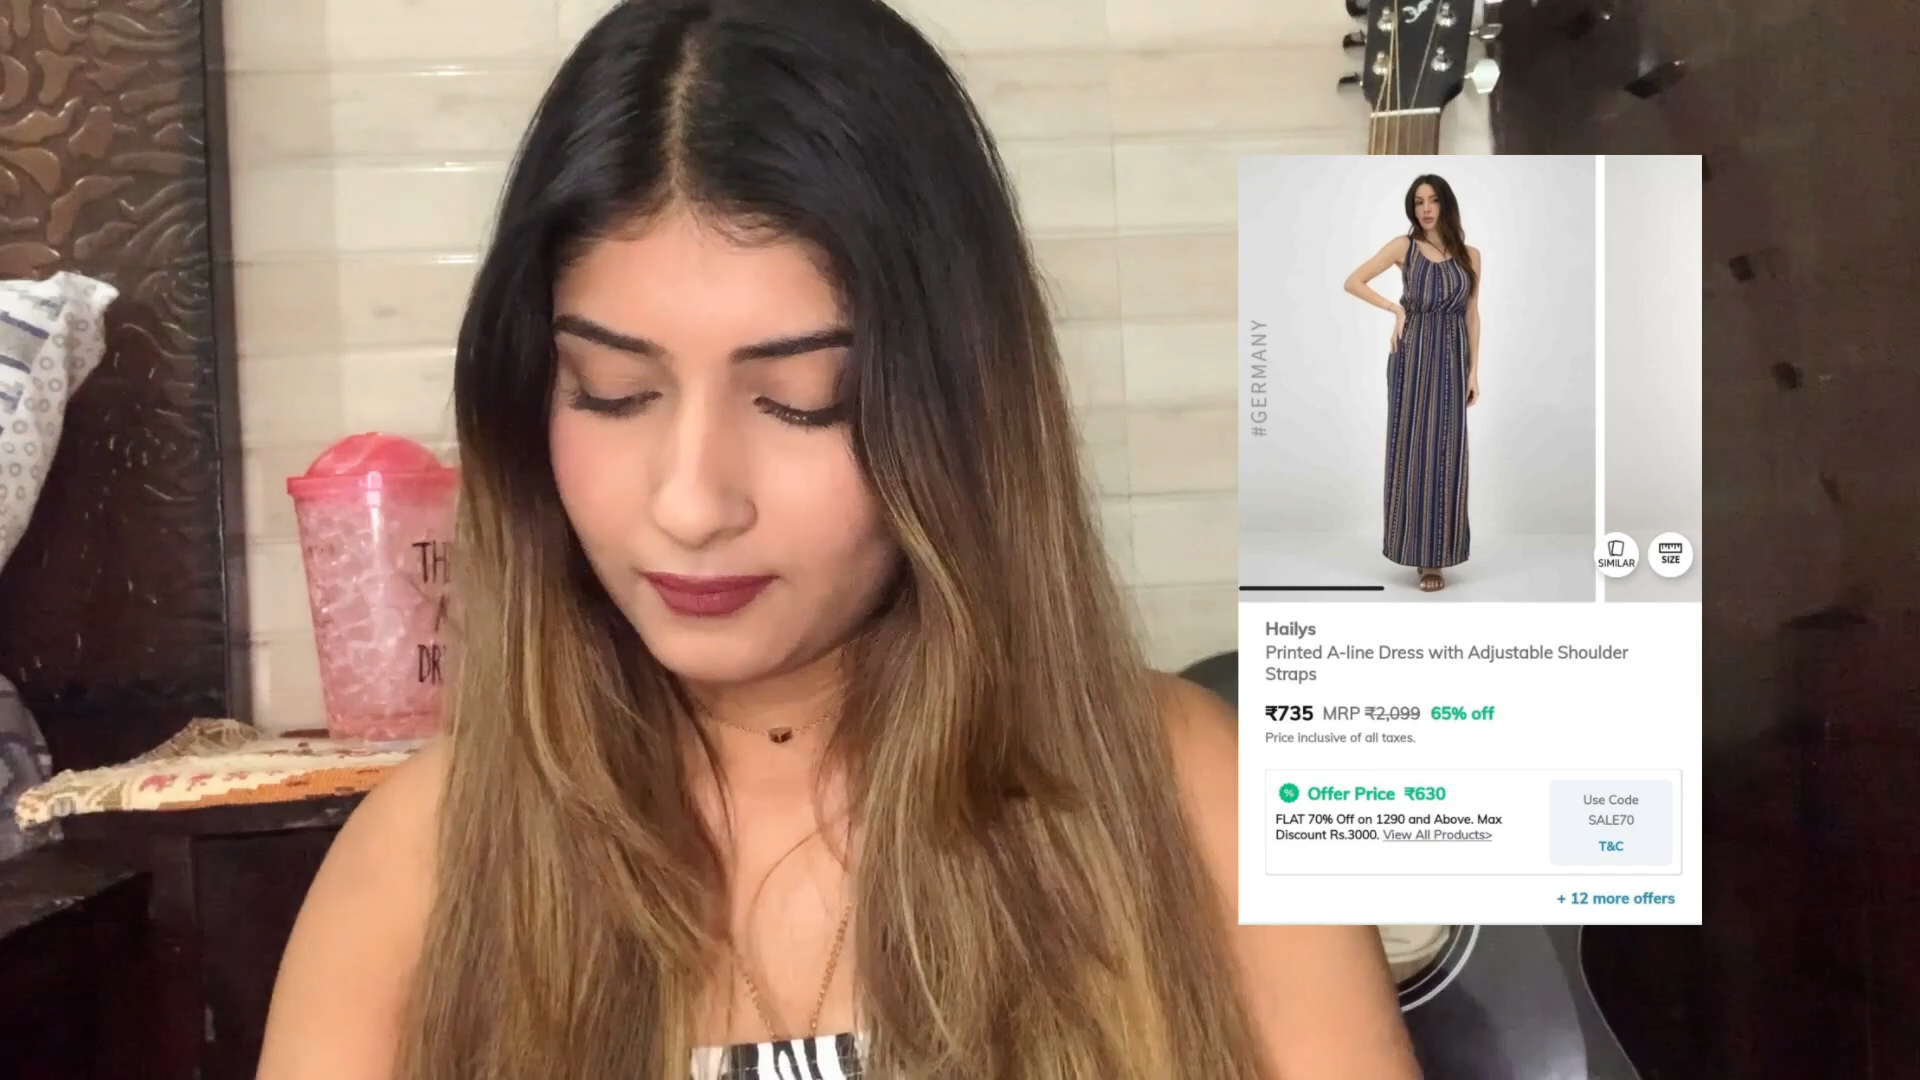 TH
A
DR
#GERMANY
SIMILAR
SIZE
Hailys
Printed A-line Dress with Adjustable Shoulder
Straps
₹735 MRP ₹2,099 65% off
Price inclusive of all taxes.
% Offer Price ₹630
FLAT 70% Off on 1290 and Above. Max
Discount Rs.3000. View All Products>
Use Code
SALE70
T&C
+ 12 more offers